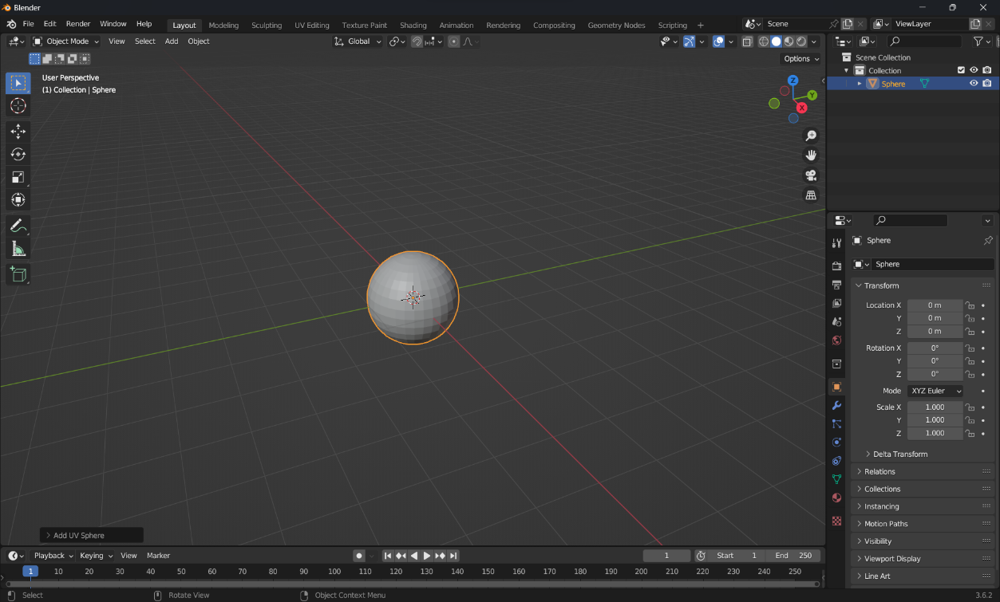 Blender
File Edit Render Window Help Layout Modeling Sculpting UV Editing Texture Paint Shading Animation Rendering Compositing Geometry Nodes Scripting + Scene ViewLayer
Object Mode View Select Add Object Global
Options
User Perspective
(1) Collection | Sphere
Z
Y
X
Add UV Sphere
Scene Collection
Collection
Sphere
Sphere
Sphere
Transform
Location X 0 m
Y 0 m
Z 0 m
Rotation X 0°
Y 0°
Z 0°
Mode XYZ Euler
Scale X 1.000
Y 1.000
Z 1.000
Delta Transform
Relations
Collections
Instancing
Motion Paths
Visibility
Viewport Display
Line Art
Playback Keying View Marker 1 Start 1 End 250
1 10 20 30 40 50 60 70 80 90 100 110 120 130 140 150 160 170 180 190 200 210 220 230 240 250
Select Rotate View Object Context Menu 3.6.2